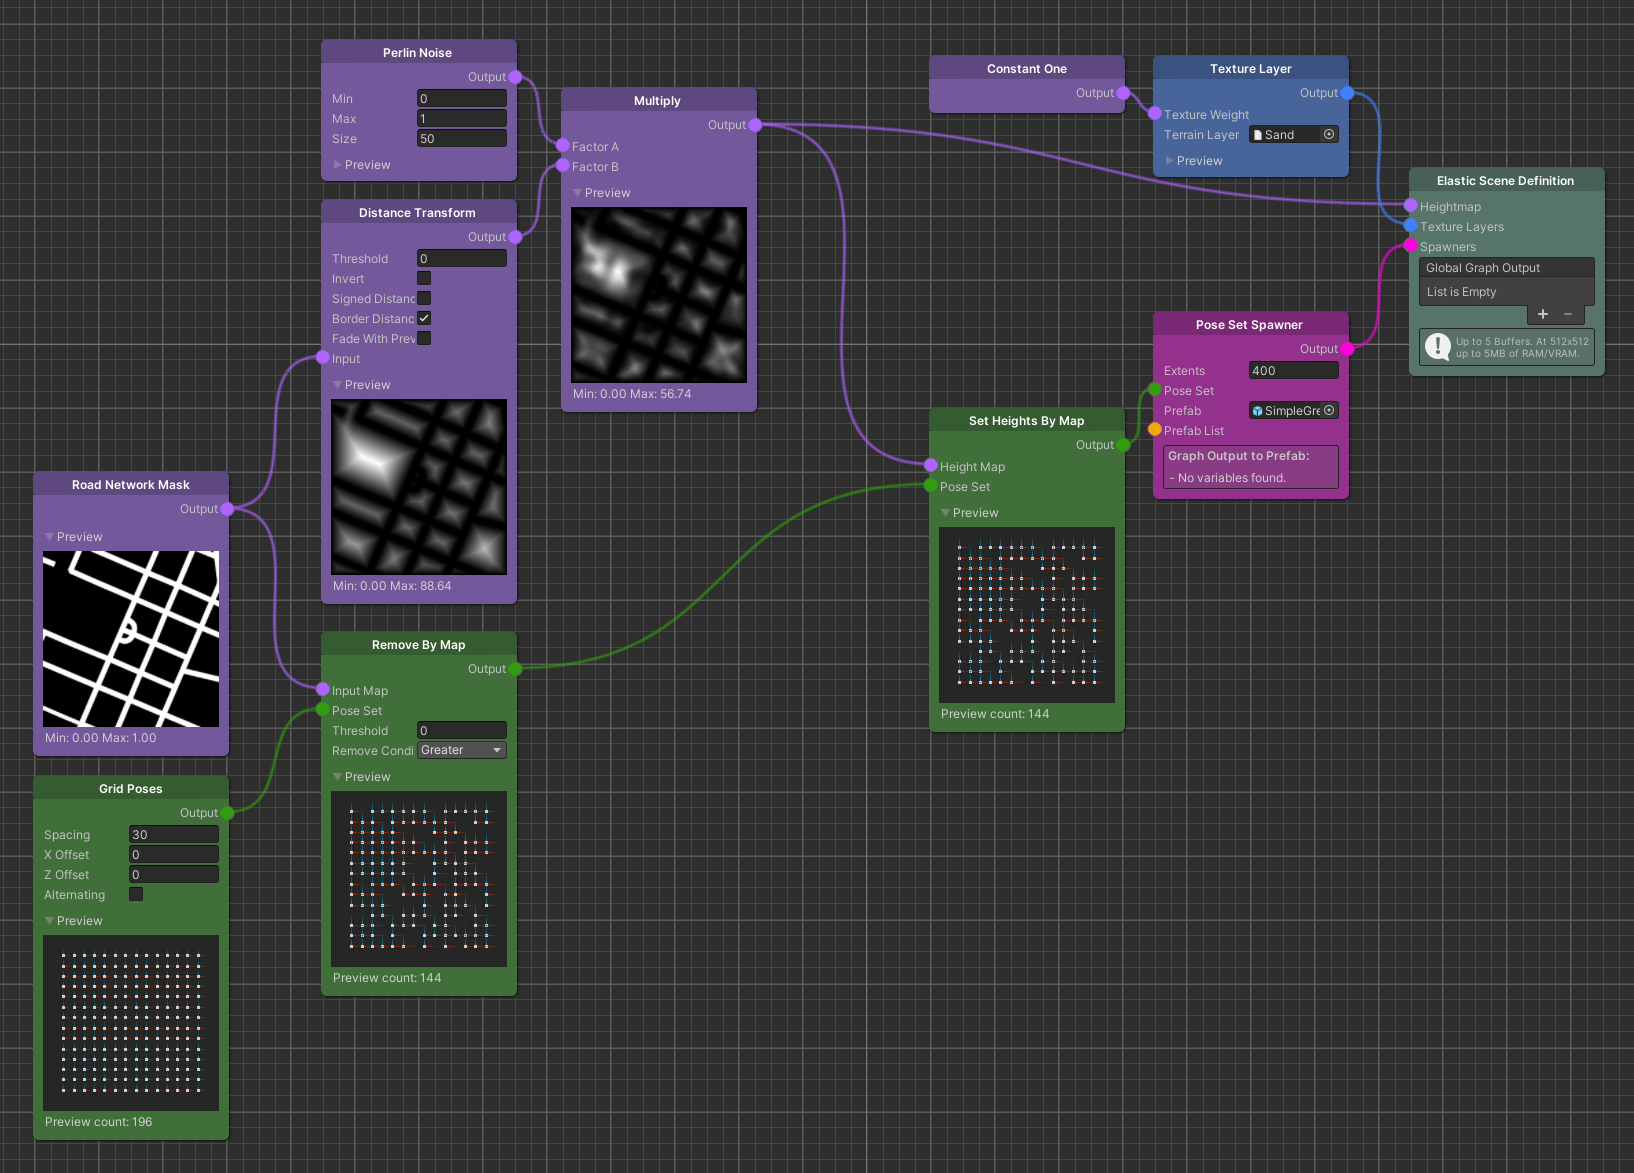 Perlin Noise
Output
Min 0
Max 1
Size 50
Preview
Distance Transform
Output
Threshold 0
Invert
Signed Distanc
Border Distanc
Fade With Prev
Input
Preview
Min: 0.00 Max: 88.64
Multiply
Output
Factor A
Factor B
Preview
Min: 0.00 Max: 56.74
Constant One
Output
Texture Layer
Output
Texture Weight
Terrain Layer Sand
Preview
Elastic Scene Definition
Heightmap
Texture Layers
Spawners
Global Graph Output
List is Empty
+ −
Up to 5 Buffers. At 512x512
up to 5MB of RAM/VRAM.
Pose Set Spawner
Output
Extents 400
Pose Set
Prefab SimpleGre
Prefab List
Graph Output to Prefab:
- No variables found.
Set Heights By Map
Output
Height Map
Pose Set
Preview
Preview count: 144
Road Network Mask
Output
Preview
Min: 0.00 Max: 1.00
Remove By Map
Output
Input Map
Pose Set
Threshold 0
Remove Condi Greater
Preview
Preview count: 144
Grid Poses
Output
Spacing 30
X Offset 0
Z Offset 0
Alternating
Preview
Preview count: 196